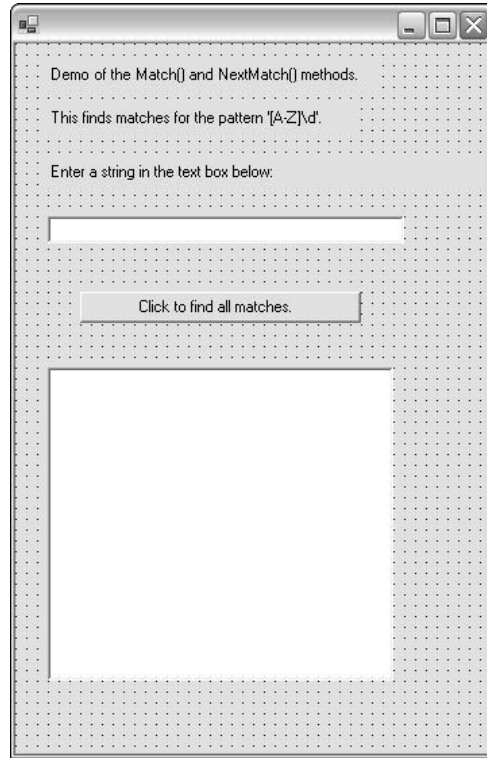 Demo of the Match() and NextMatch() methods.
This finds matches for the pattern '[A-Z]\d'.
Enter a string in the text box below:
Click to find all matches.